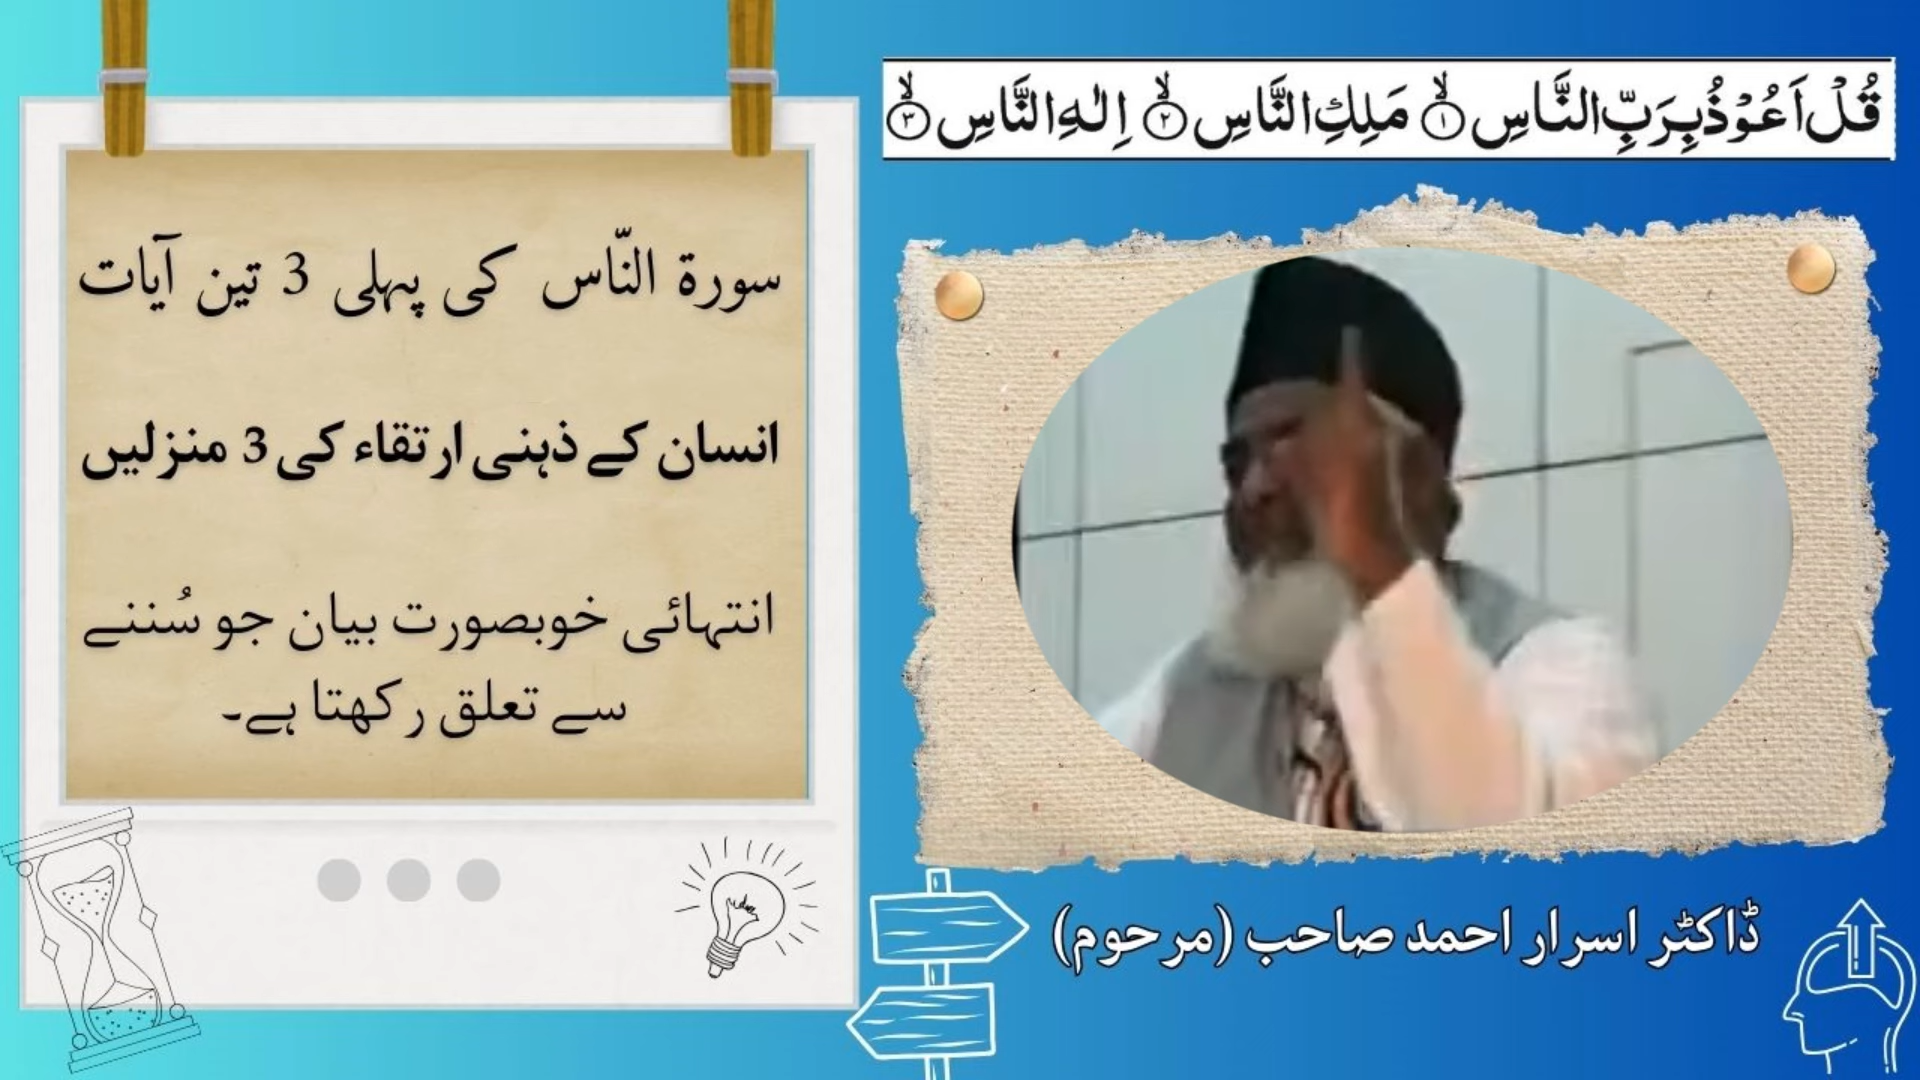 قُلْ اَعُوْذُ بِرَبِّ النَّاسِ ۙ﴿۱﴾ مَلِكِ النَّاسِ ۙ﴿۲﴾ اِلٰهِ النَّاسِ ۙ﴿۳﴾
سورة النّاس کی پہلی 3 تین آیات
انسان کے ذہنی ارتقاء کی 3 منزلیں
انتہائی خوبصورت بیان جو سُننے
سے تعلق رکھتا ہے۔
ڈاکٹر اسرار احمد صاحب (مرحوم)